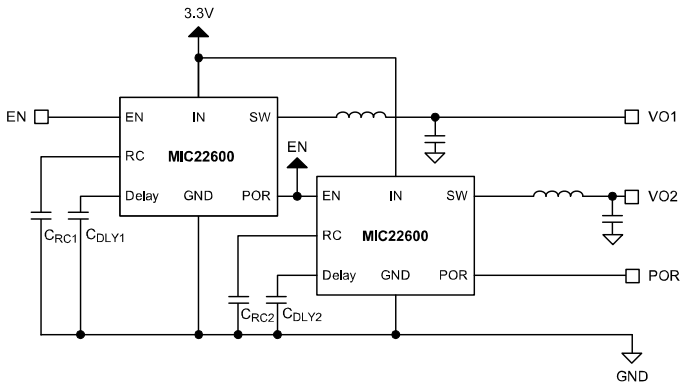 3.3V
EN
EN IN SW
VO1
RC MIC22600
EN
Delay GND POR
EN IN SW
VO2
CRC1 CDLY1
RC MIC22600
Delay GND POR
POR
CRC2 CDLY2
GND